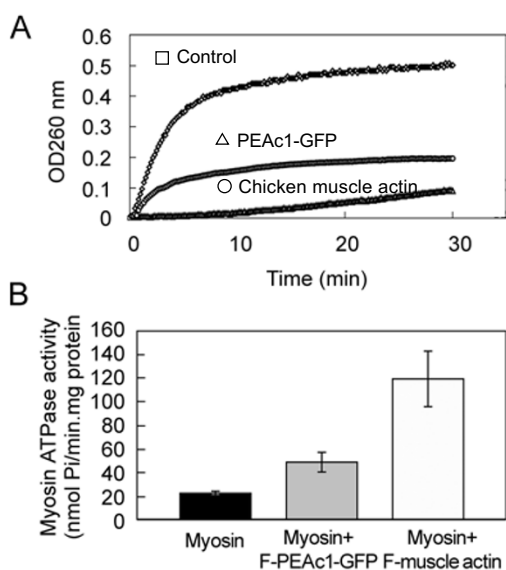 A
0.6
0.5
0.4
0.3
0.2
0.1
0
OD260 nm
□ Control
△ PEAc1-GFP
○ Chicken muscle actin
0 10 20 30 40
Time (min)
B
160
140
120
100
80
60
40
20
0
Myosin ATPase activity
(nmol Pi/min.mg protein)
Myosin Myosin+ Myosin+
F-PEAc1-GFP F-muscle actin